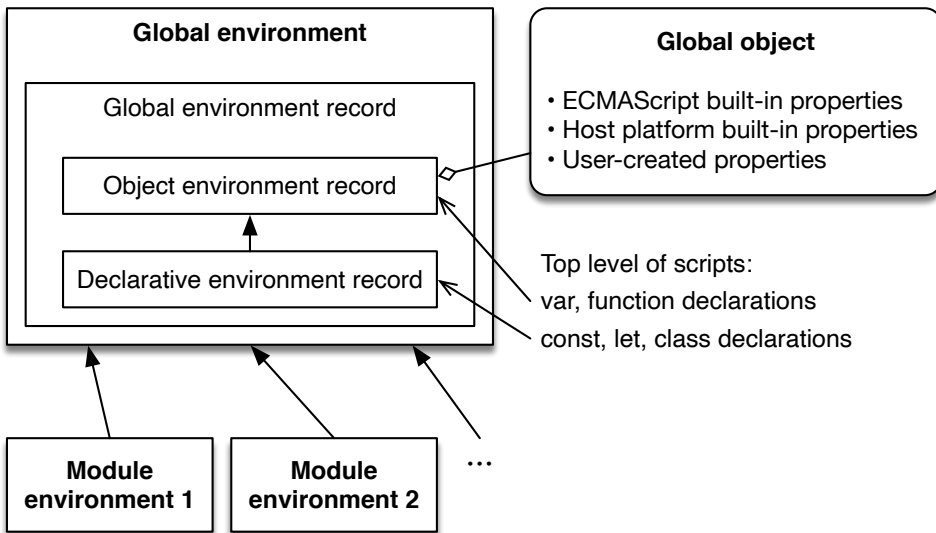 Global environment
Global environment record
Object environment record
Declarative environment record
Global object
• ECMAScript built-in properties
• Host platform built-in properties
• User-created properties
Top level of scripts:
var, function declarations
const, let, class declarations
Module
environment 1
Module
environment 2
…